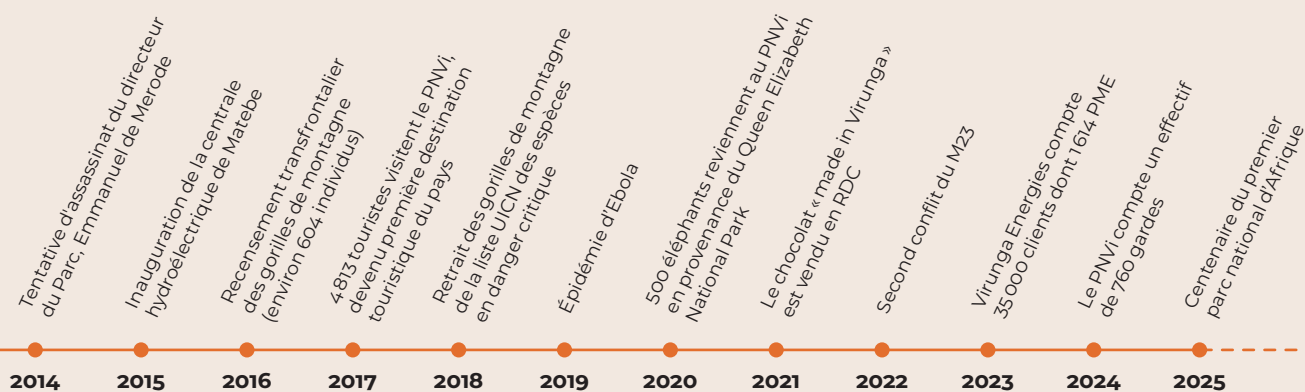 Tentative d'assassinat du directeur
du Parc, Emmanuel de Merode
Inauguration de la centrale
hydroélectrique de Matebe
Recensement transfrontalier
des gorilles de montagne
(environ 604 individus)
4813 touristes visitent le PNVi,
devenu première destination
touristique du pays
Retrait des gorilles de montagne
de la liste UICN des espèces
en danger critique
Épidémie d'Ebola
500 éléphants reviennent au PNVi
en provenance du Queen Elizabeth
National Park
Le chocolat « made in Virunga »
est vendu en RDC
Second conflit du M23
Virunga Energies compte
35 000 clients dont 1 614 PME
Le PNVi compte un effectif
de 760 gardes
Centenaire du premier
parc national d'Afrique
2014 2015 2016 2017 2018 2019 2020 2021 2022 2023 2024 2025